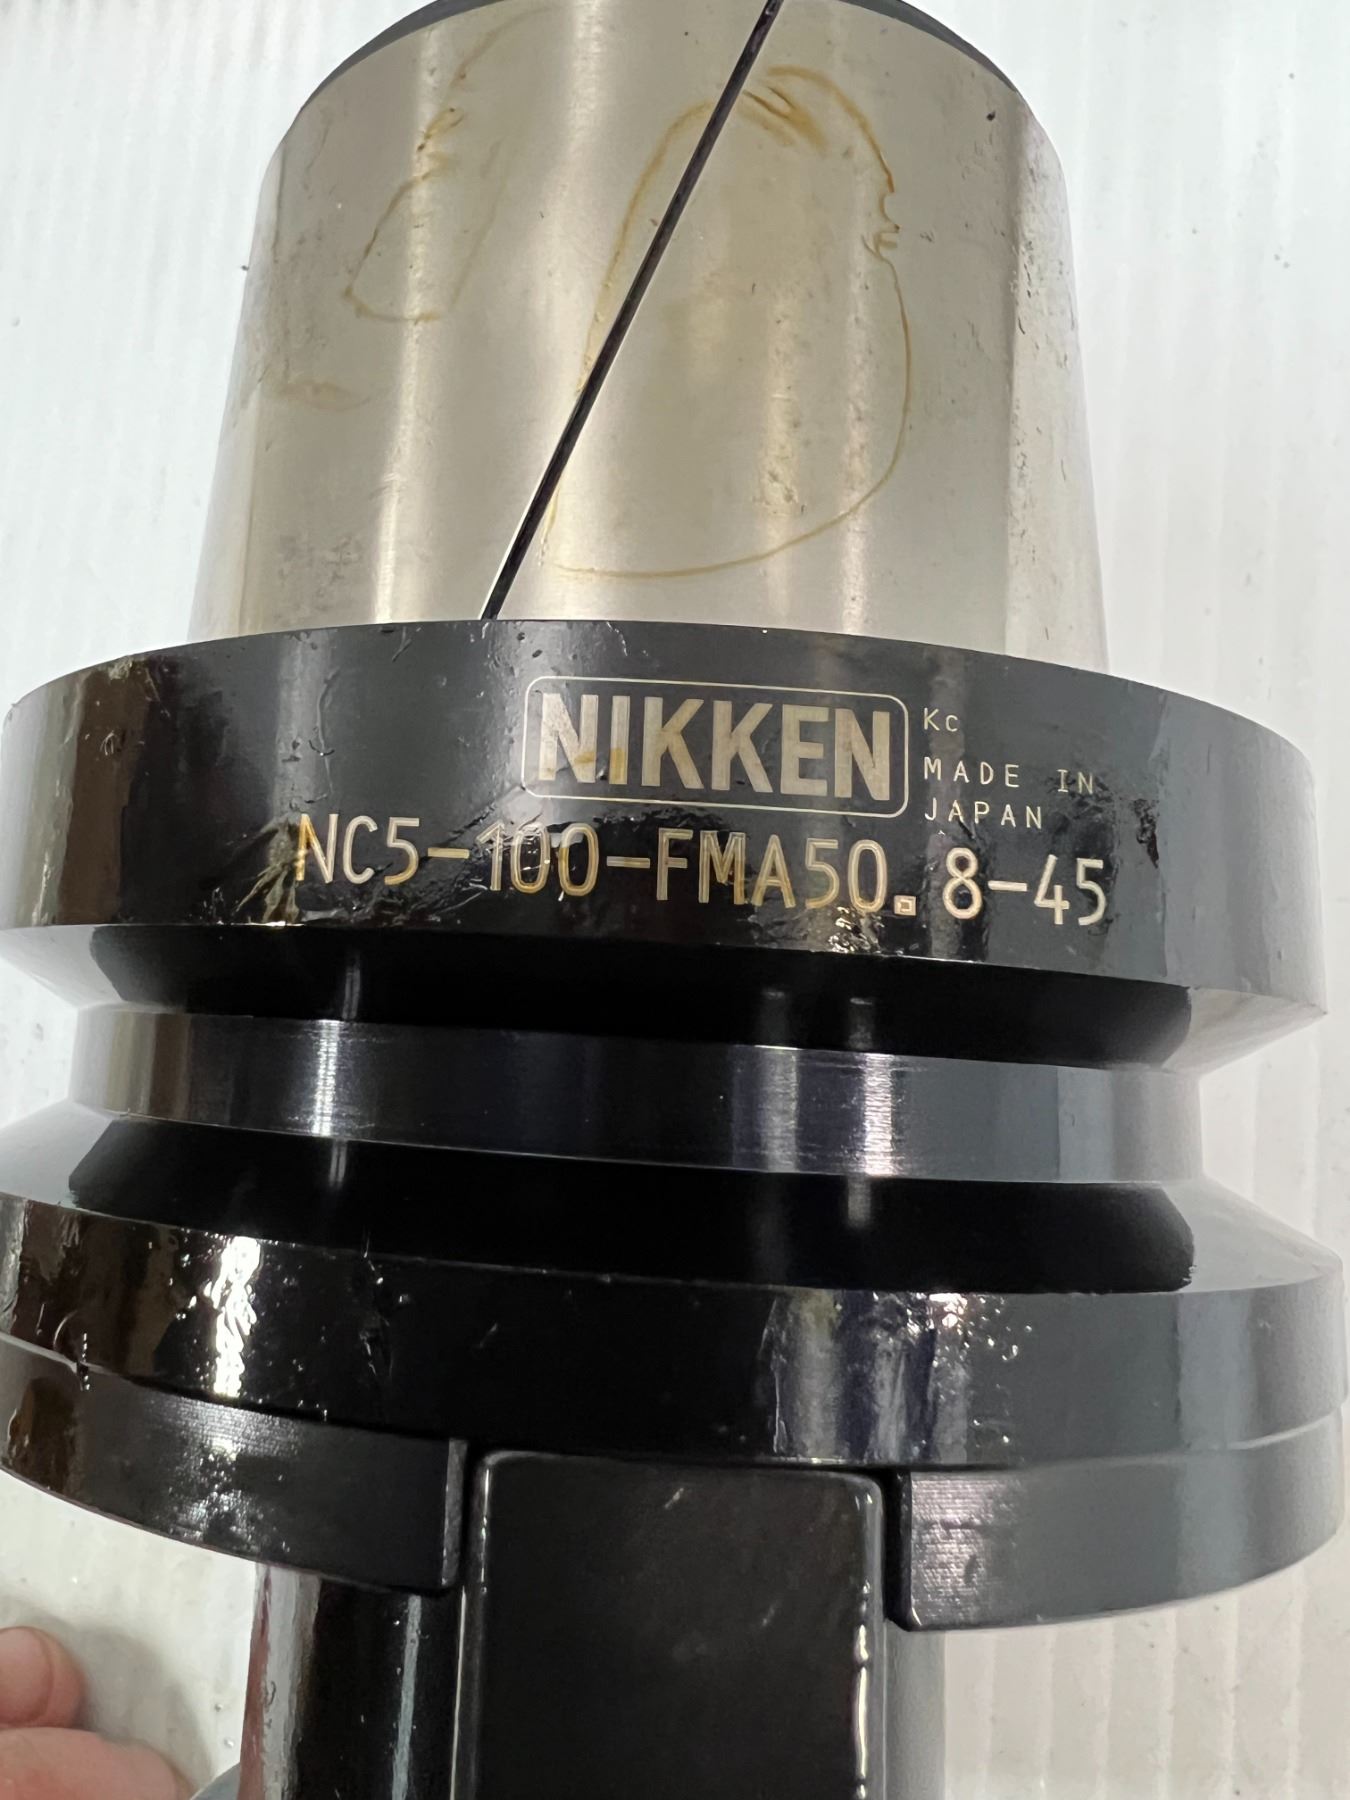 NIKKEN
Kc
MADE IN
JAPAN
NC5-100-FMA50.8-45